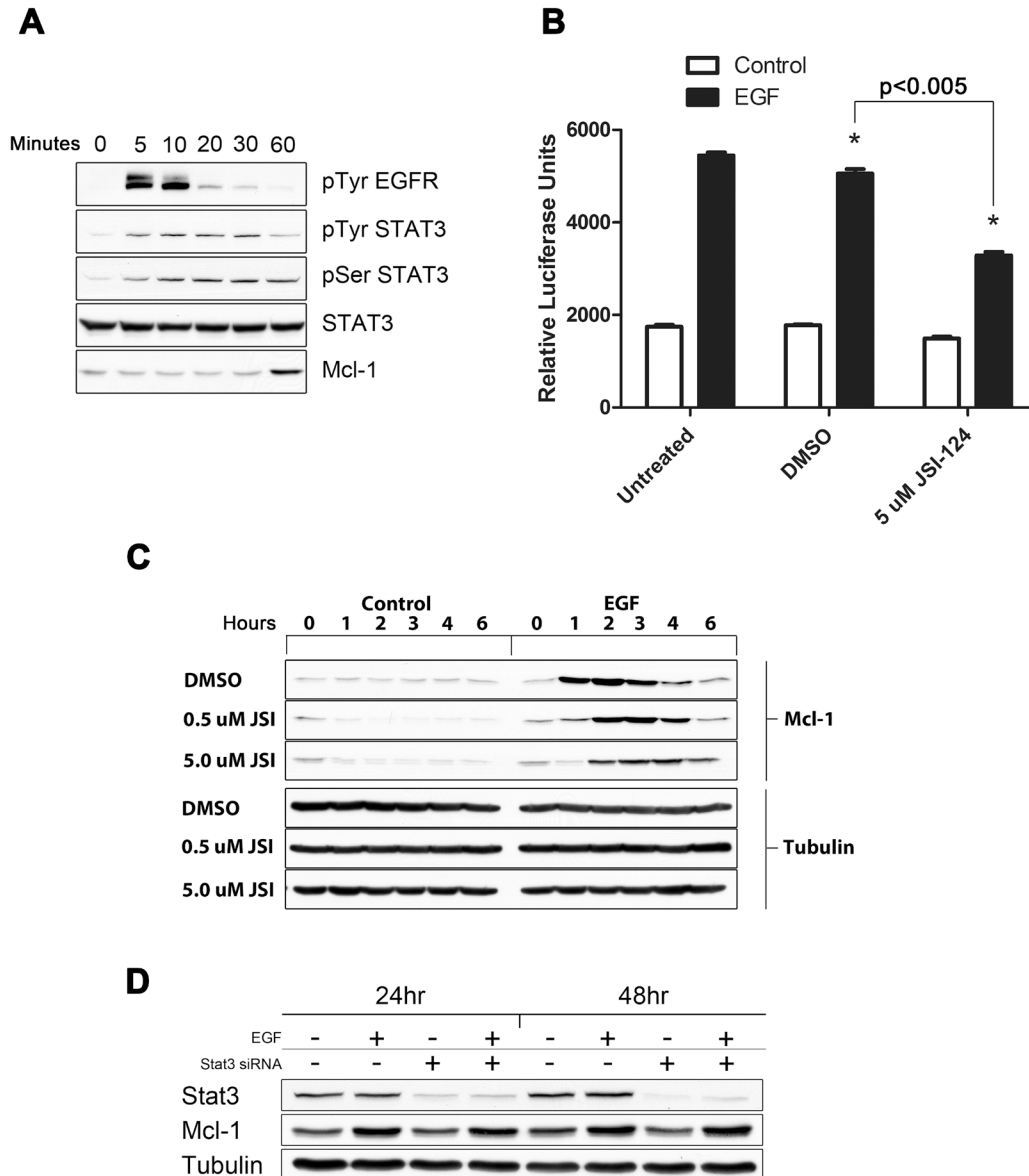 A
Minutes 0 5 10 20 30 60
pTyr EGFR
pTyr STAT3
pSer STAT3
STAT3
Mcl-1
B
Control
EGF
p<0.005
*
*
Relative Luciferase Units
6000
4000
2000
0
Untreated
DMSO
5 uM JSI-124
C
Control EGF
Hours 0 1 2 3 4 6 0 1 2 3 4 6
DMSO
0.5 uM JSI
5.0 uM JSI
Mcl-1
DMSO
0.5 uM JSI
5.0 uM JSI
Tubulin
D
24hr 48hr
EGF - + - + - + - +
Stat3 siRNA - - + + - - + +
Stat3
Mcl-1
Tubulin